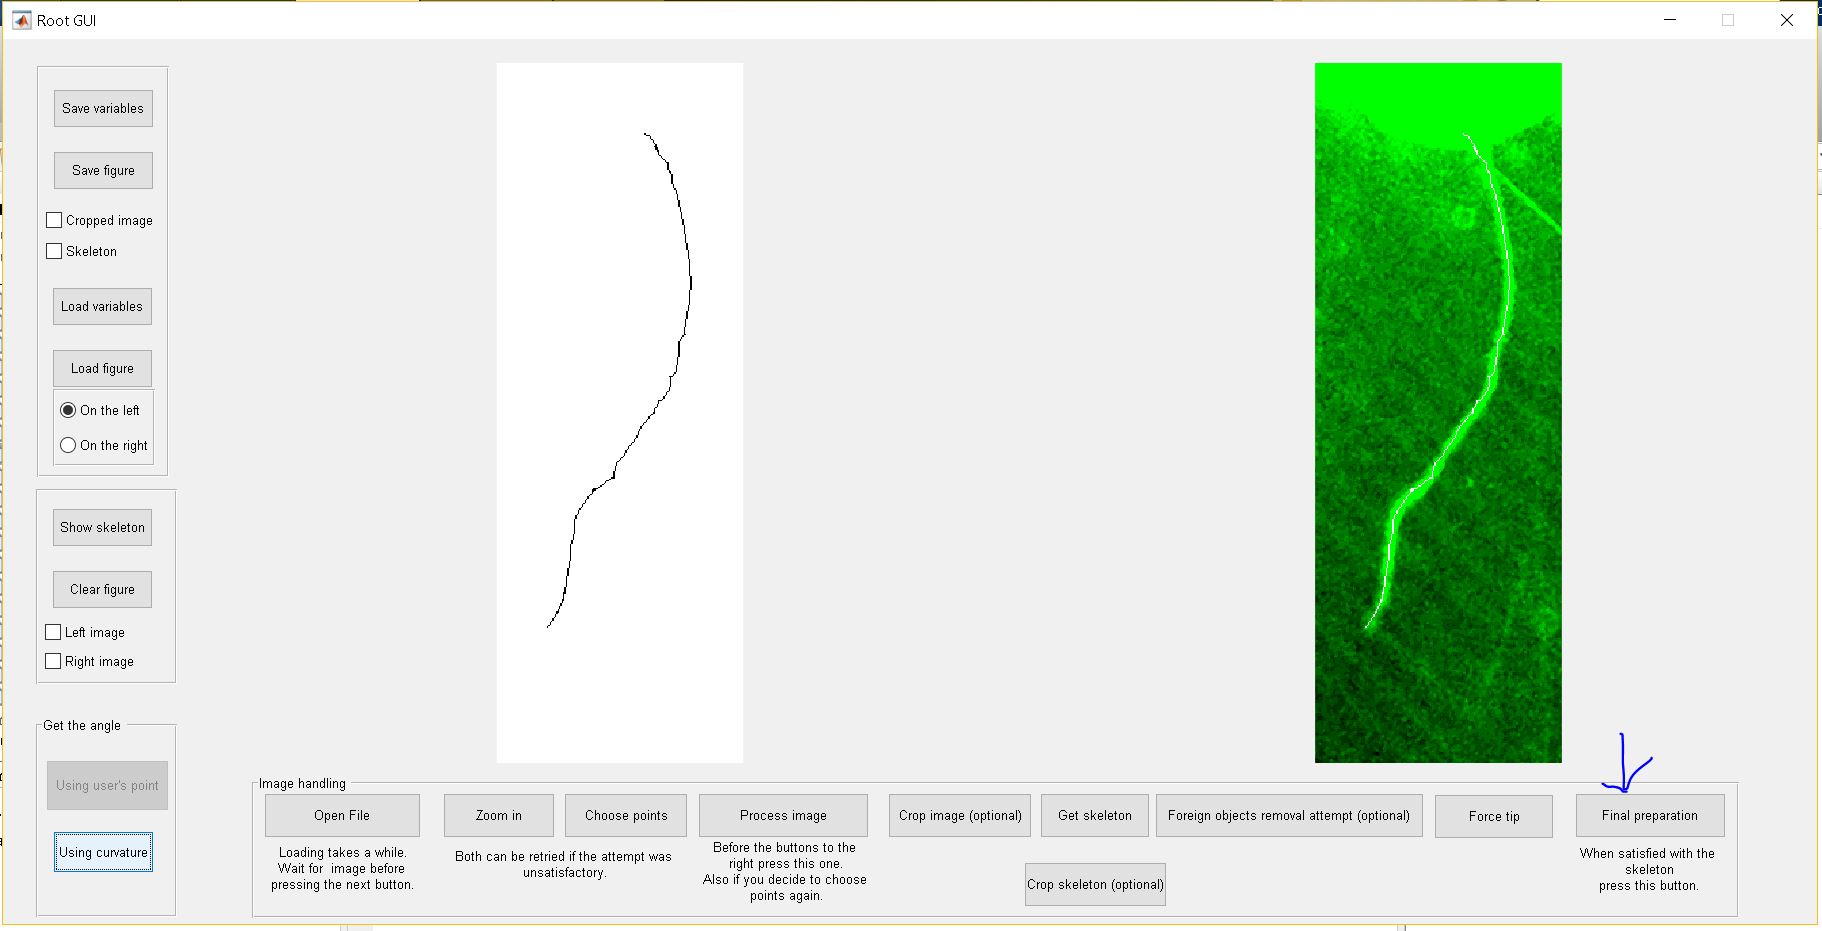 Root GUI
Save variables
Save figure
Cropped image
Skeleton
Load variables
Load figure
On the left
On the right
Show skeleton
Clear figure
Left image
Right image
Get the angle
Using user's point
Using curvature
Image handling
Open File
Loading takes a while.
Wait for image before
pressing the next button.
Zoom in
Choose points
Both can be retried if the attempt was
unsatisfactory.
Process image
Before the buttons to the
right press this one.
Also if you decide to choose
points again.
Crop image (optional)
Get skeleton
Foreign objects removal attempt (optional)
Crop skeleton (optional)
Force tip
Final preparation
When satisfied with the
skeleton
press this button.